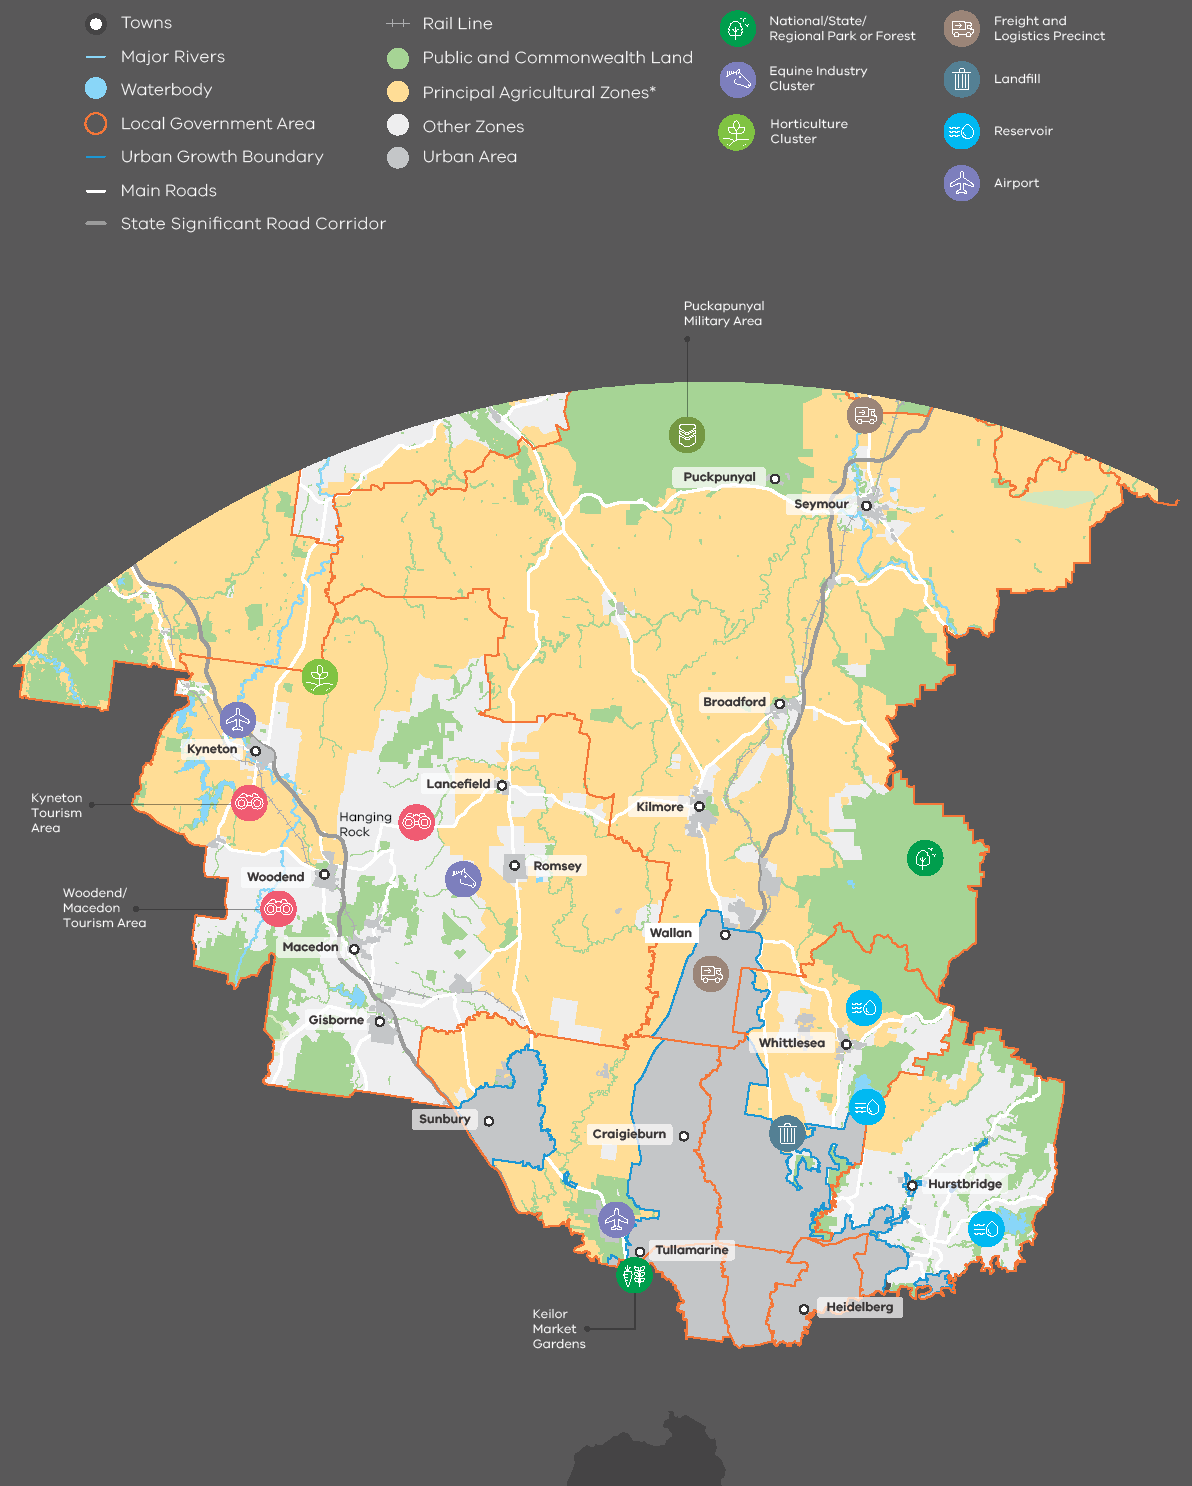 Towns
Major Rivers
Waterbody
Local Government Area
Urban Growth Boundary
Main Roads
State Significant Road Corridor
Rail Line
Public and Commonwealth Land
Principal Agricultural Zones*
Other Zones
Urban Area
National/State/
Regional Park or Forest
Equine Industry
Cluster
Horticulture
Cluster
Freight and
Logistics Precinct
Landfill
Reservoir
Airport
Puckapunyal
Military Area
Puckpunyal
Seymour
Broadford
Kyneton
Lancefield
Kyneton
Tourism
Area
Hanging
Rock
Kilmore
Romsey
Woodend
Woodend/
Macedon
Tourism Area
Wallan
Macedon
Gisborne
Whittlesea
Sunbury
Craigieburn
Hurstbridge
Tullamarine
Heidelberg
Keilor
Market
Gardens